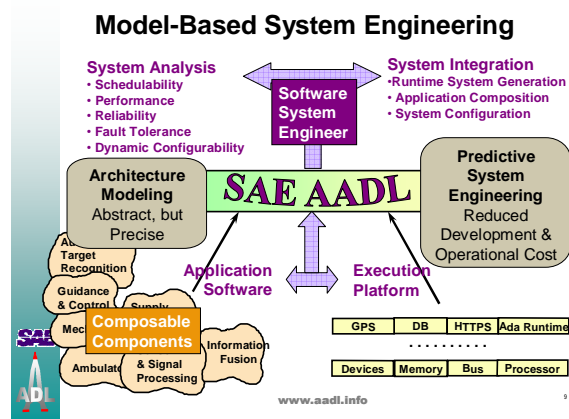 Model-Based System Engineering
System Analysis
• Schedulability
• Performance
• Reliability
• Fault Tolerance
• Dynamic Configurability
System Integration
•Runtime System Generation
• Application Composition
• System Configuration
Software
System
Engineer
Architecture
Modeling
Abstract, but
Precise
SAE AADL
Predictive
System
Engineering
Reduced
Development &
Operational Cost
Target
Recognition
Guidance
& Control
Supply
Application
Software
Execution
Platform
Composable
Components
Information
Fusion
& Signal
Processing
GPS DB HTTPS Ada Runtime
. . . . . . . . . .
Devices Memory Bus Processor
SAE
ADL
www.aadl.info
9